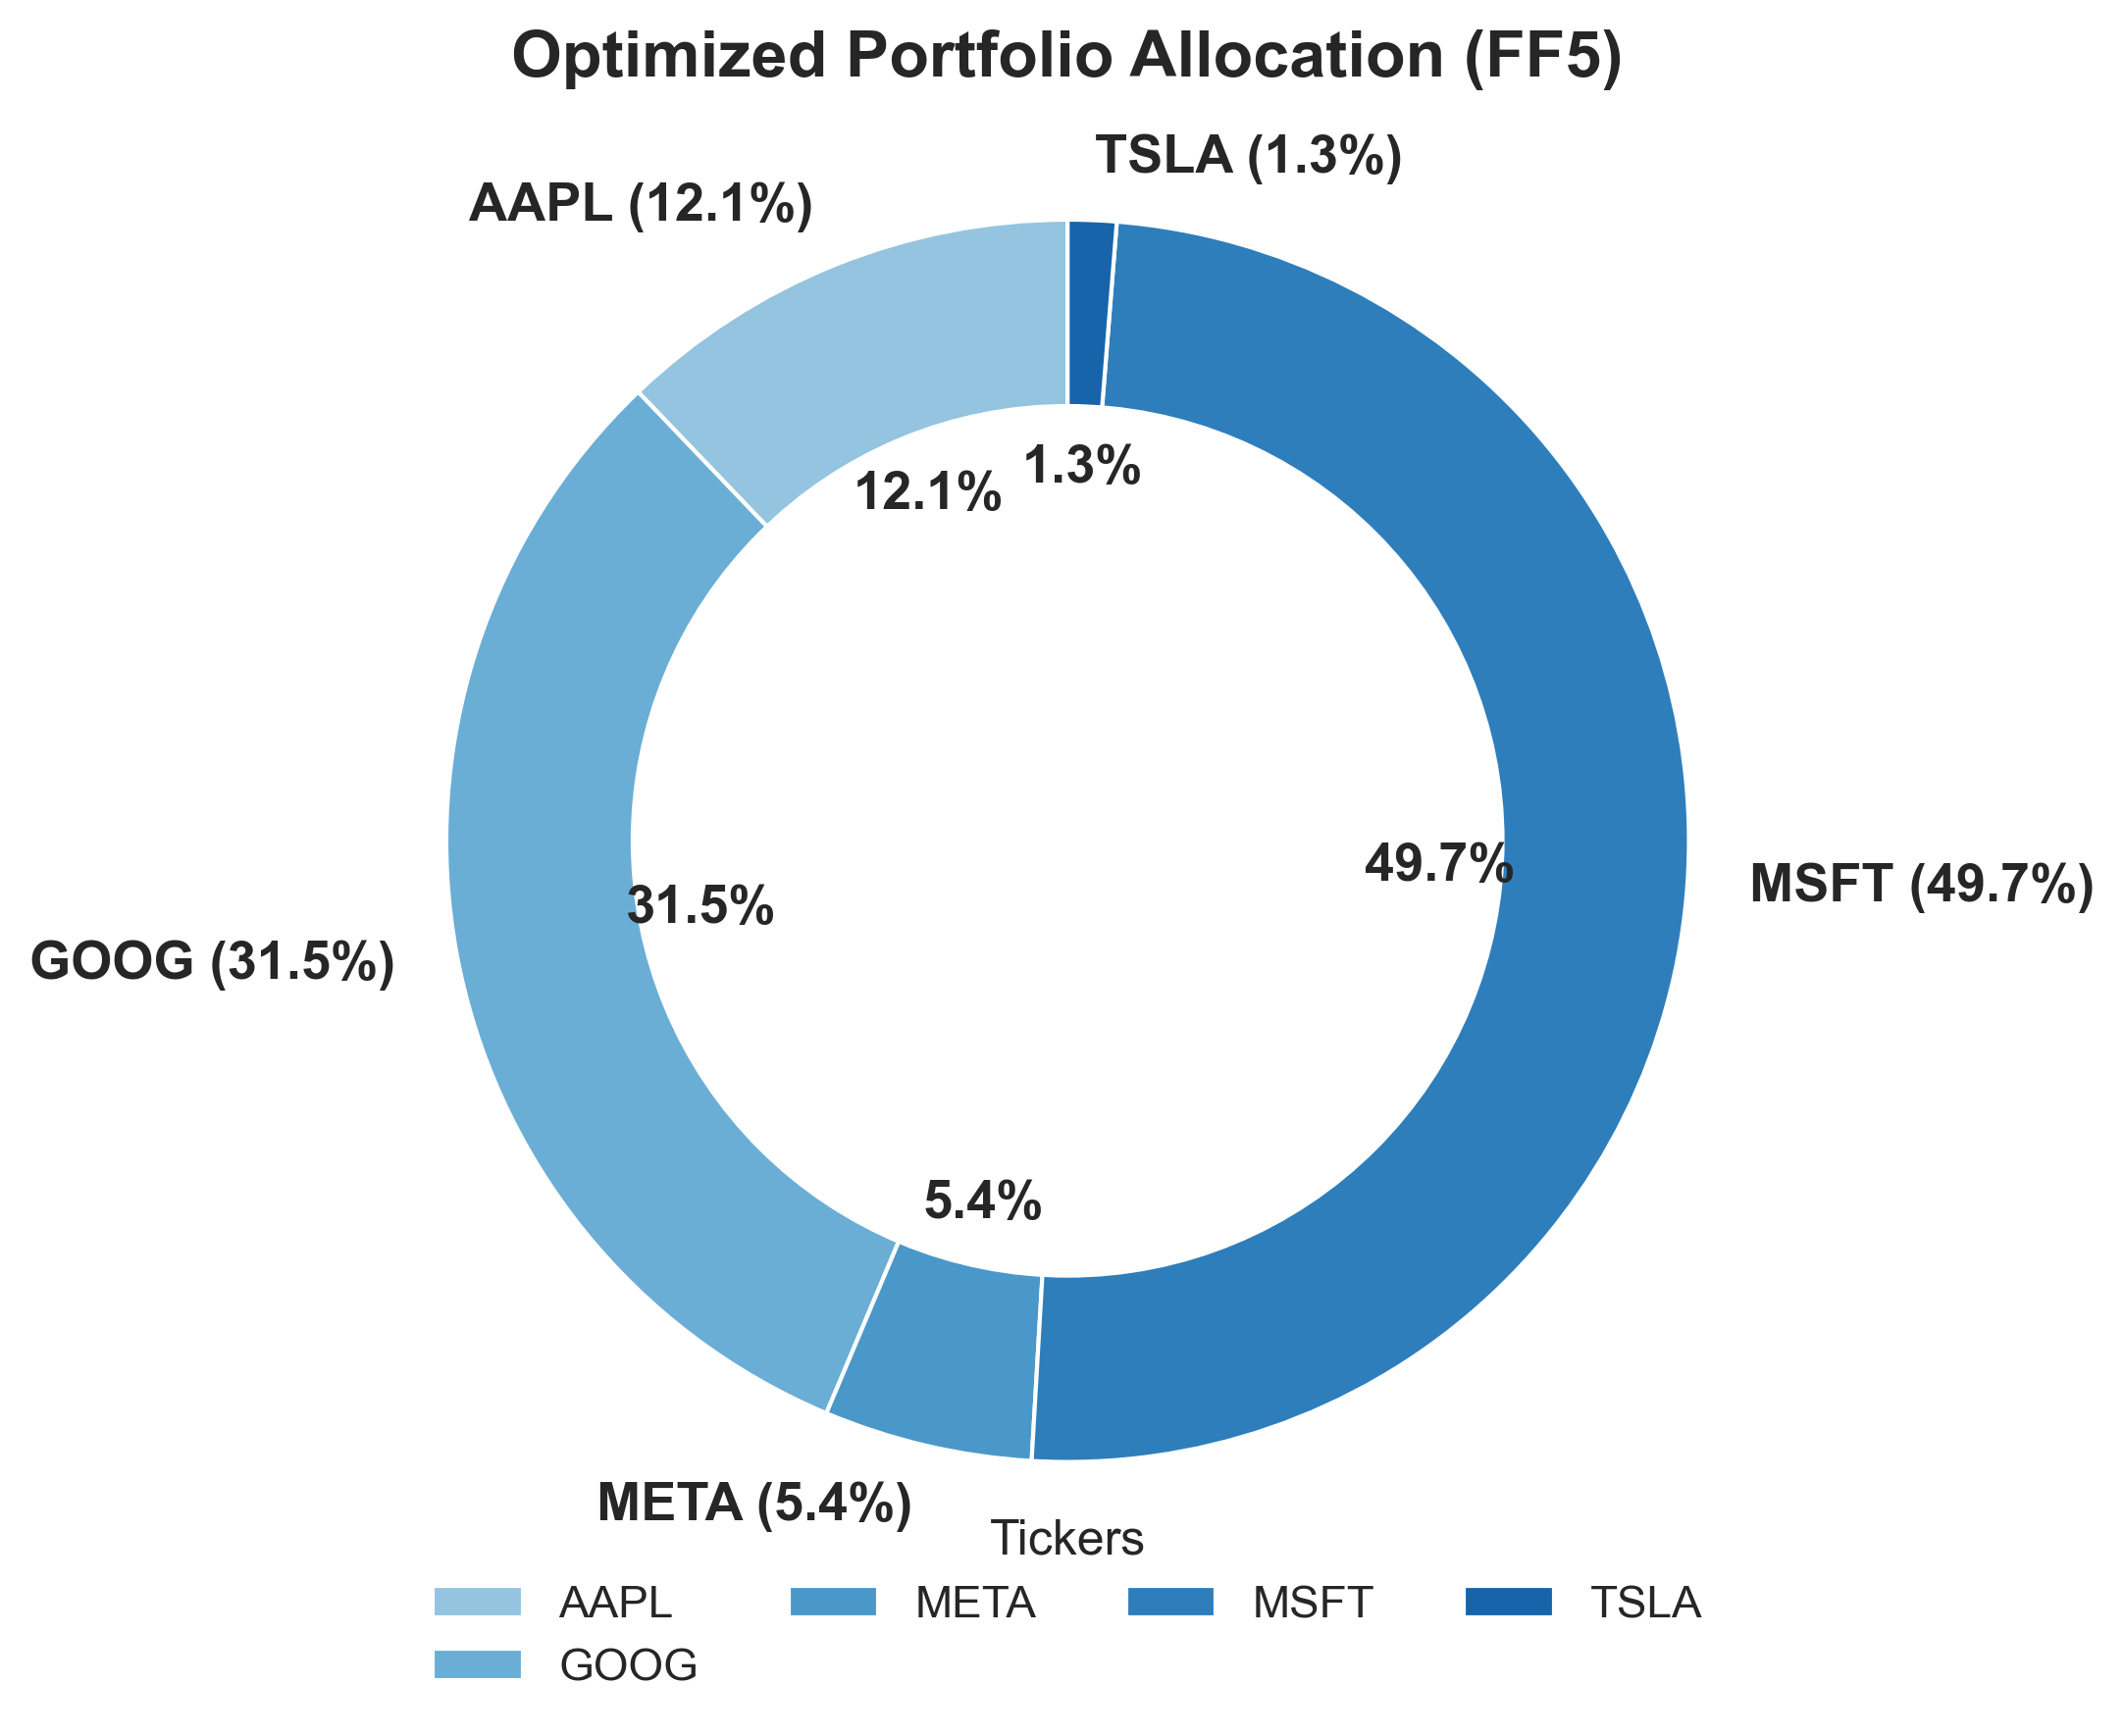 Optimized Portfolio Allocation (FF5)
TSLA (1.3%)
AAPL (12.1%)
1.3%
12.1%
49.7%
MSFT (49.7%)
31.5%
GOOG (31.5%)
5.4%
META (5.4%)
Tickers
AAPL META MSFT TSLA
GOOG